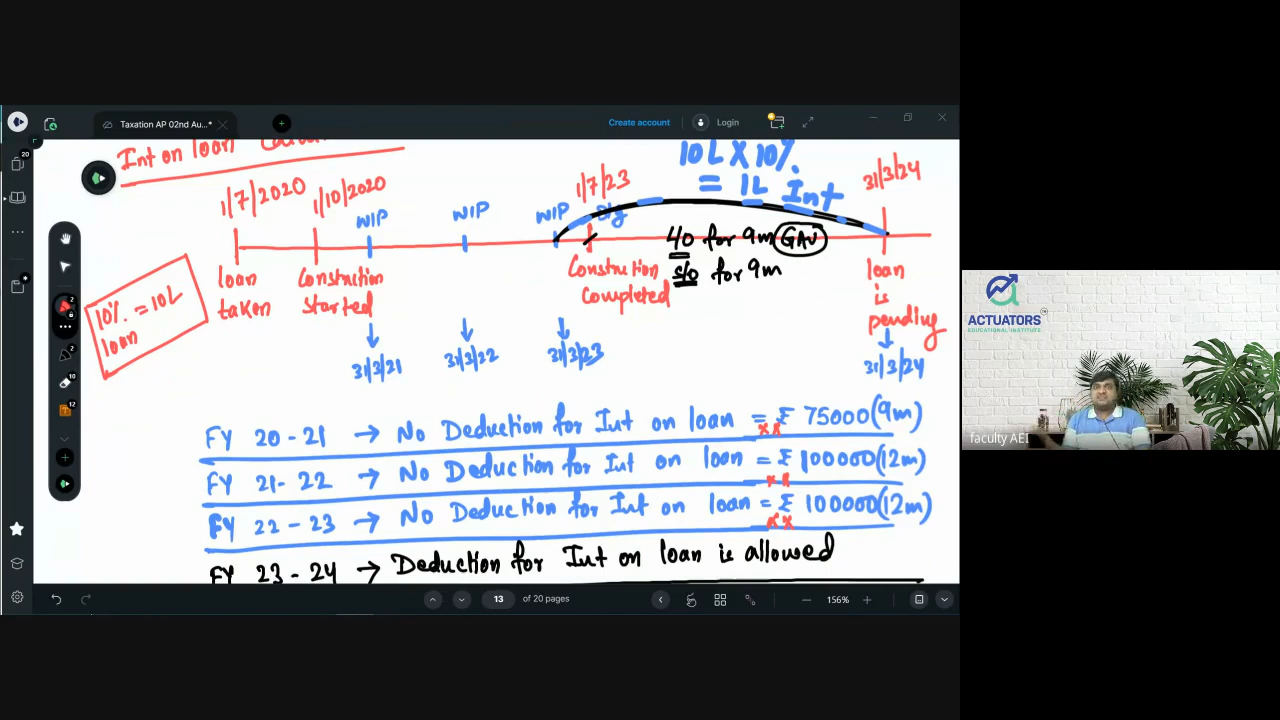 Create account
Login
Taxation AP 02nd Au...*
20
Int on loan
10L X 10%
= 1L Int
1/7/2020
1/10/2020
1/7/23
31/3/24
WIP
WIP
WIP
GAV
for 9m
s/o for 9m
10% = 10L
loan
loan
taken
Construction
Started
Construction
Completed
loan
is
pending
31/3/21
31/3/22
31/3/23
31/3/24
FY 20-21 → No Deduction for Int on loan = ₹ 75000 (9m)
FY 21-22 → No Deduction for Int on loan = ₹ 100000 (12m)
FY 22-23 → No Deduction for Int on loan = ₹ 100000 (12m)
FY 23-24 → Deduction for Int on loan is allowed
2
2
10
12
13 of 20 pages
156%
ACTUATORS
EDUCATIONAL INSTITUTE
faculty AEI